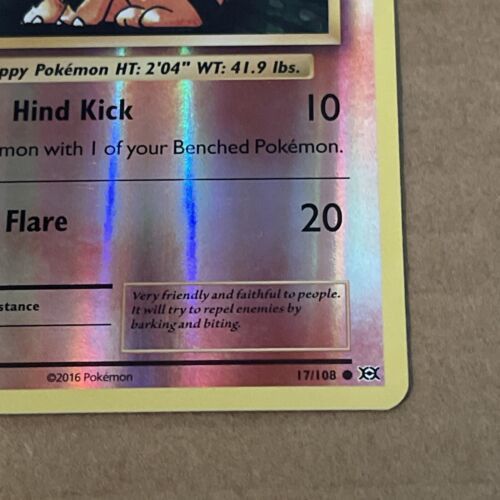 ppy Pokémon HT: 2'04" WT: 41.9 lbs.
Hind Kick 10
mon with 1 of your Benched Pokémon.
Flare 20
stance
Very friendly and faithful to people.
It will try to repel enemies by
barking and biting.
©2016 Pokémon 17/108